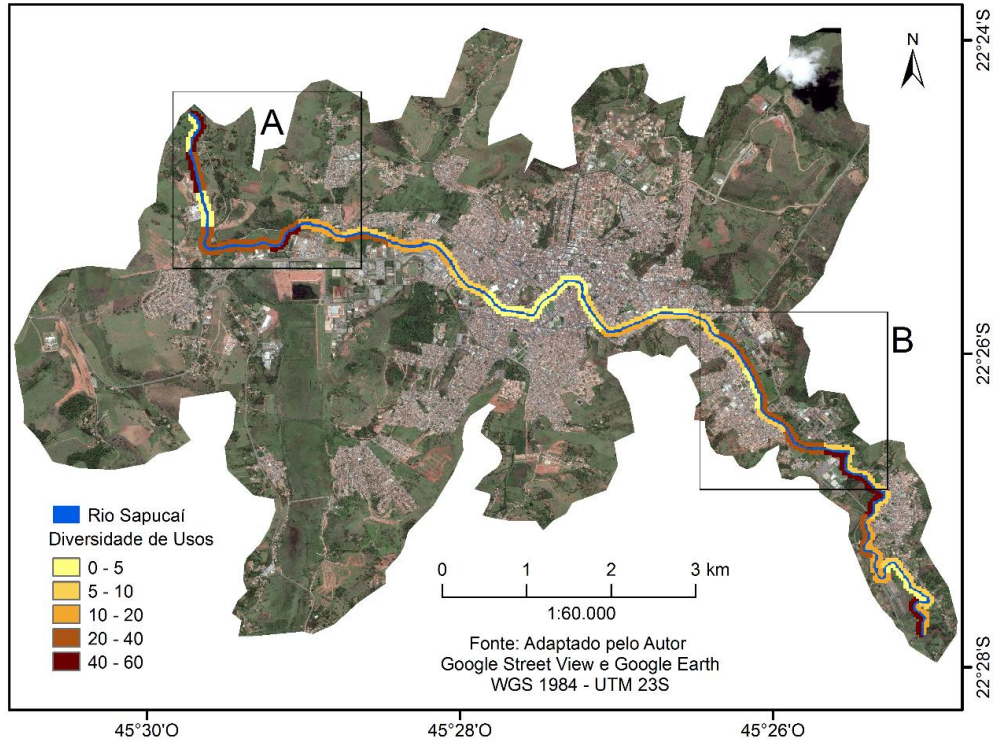 22°24'S
N
A
22°26'S
B
Rio Sapucaí
Diversidade de Usos
0 - 5
5 - 10
10 - 20
20 - 40
40 - 60
0 1 2 3 km
1:60.000
Fonte: Adaptado pelo Autor
Google Street View e Google Earth
WGS 1984 - UTM 23S
22°28'S
45°30'O 45°28'O 45°26'O